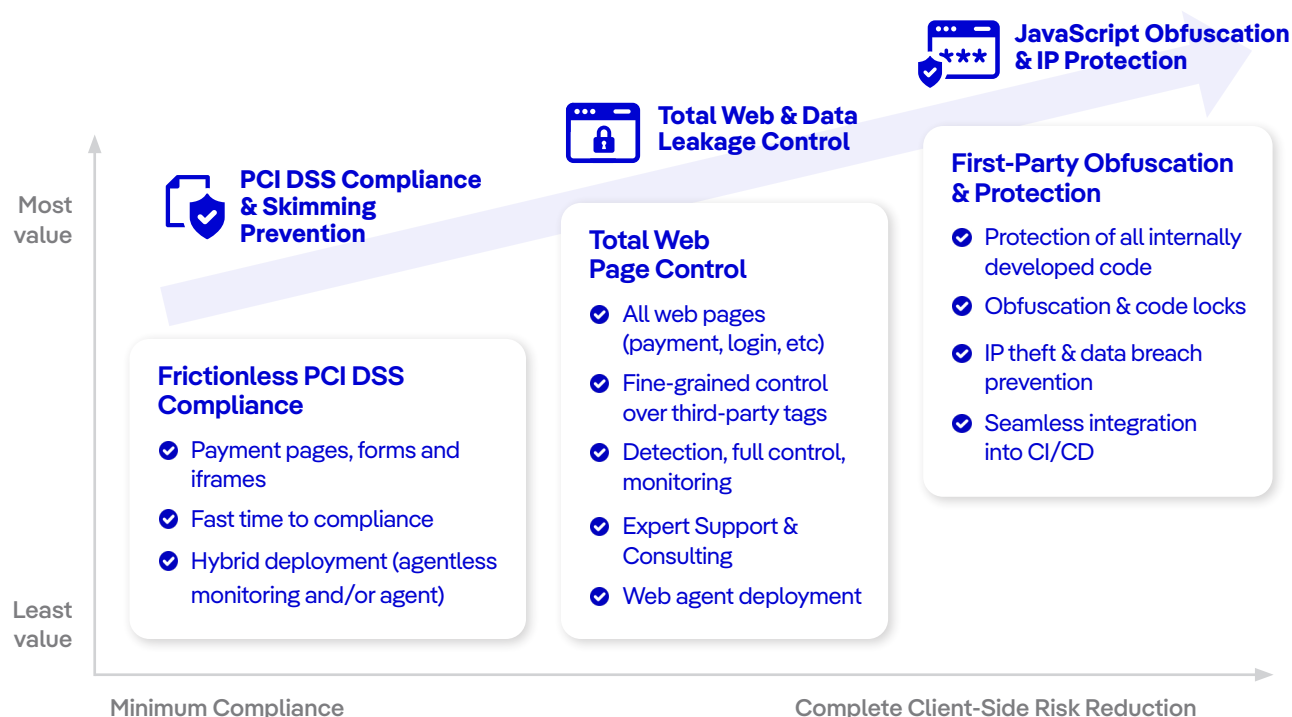 JavaScript Obfuscation
& IP Protection
***
Total Web & Data
Leakage Control
PCI DSS Compliance
& Skimming
Prevention
Most
value
Least
value
Frictionless PCI DSS
Compliance
Payment pages, forms and
iframes
Fast time to compliance
Hybrid deployment (agentless
monitoring and/or agent)
Total Web
Page Control
All web pages
(payment, login, etc)
Fine-grained control
over third-party tags
Detection, full control,
monitoring
Expert Support &
Consulting
Web agent deployment
First-Party Obfuscation
& Protection
Protection of all internally
developed code
Obfuscation & code locks
IP theft & data breach
prevention
Seamless integration
into CI/CD
Minimum Compliance
Complete Client-Side Risk Reduction